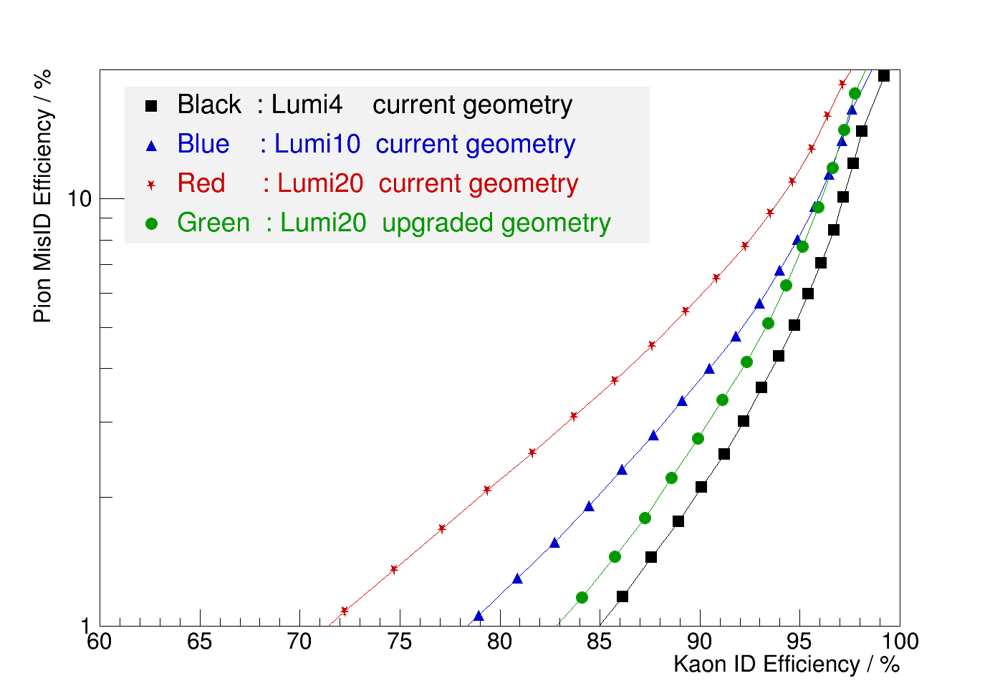 Pion MisID Efficiency / %
Black : Lumi4 current geometry
Blue : Lumi10 current geometry
Red : Lumi20 current geometry
Green : Lumi20 upgraded geometry
10
1
60 65 70 75 80 85 90 95 100
Kaon ID Efficiency / %